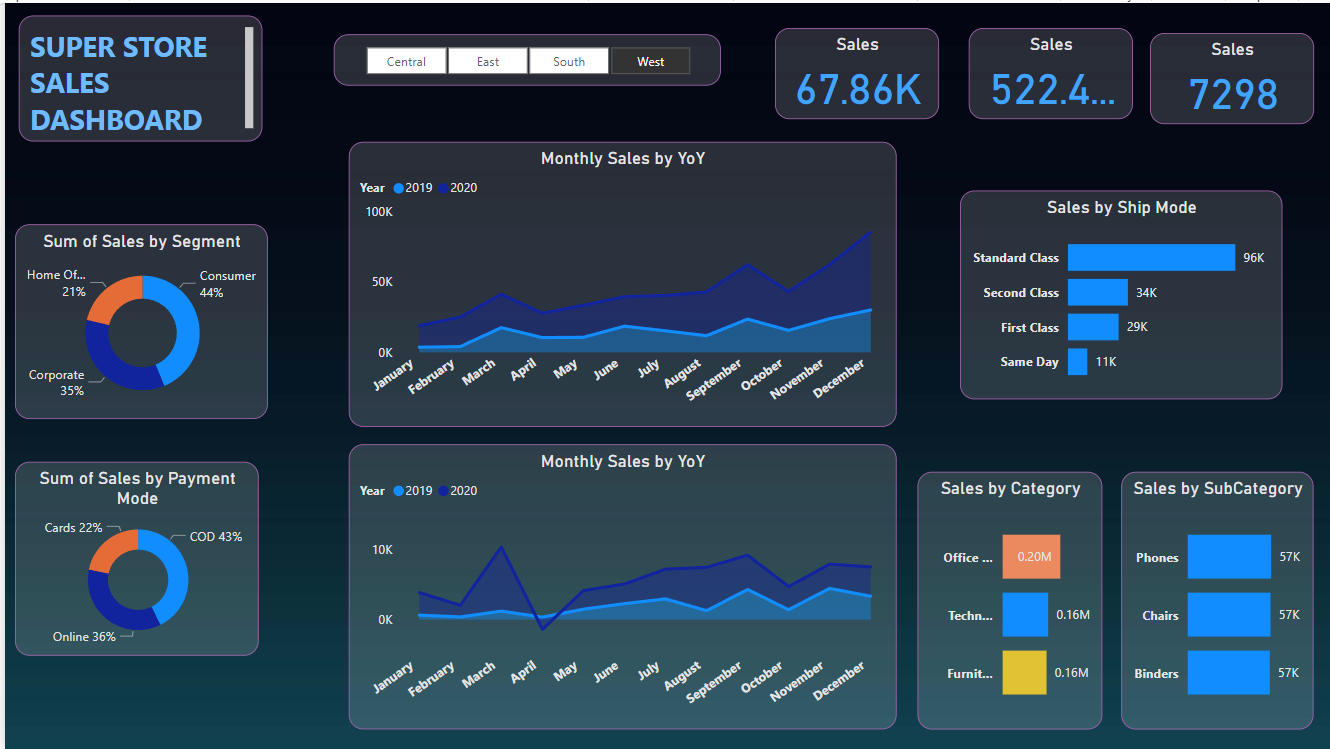 SUPER STORE
SALES
DASHBOARD
Central
East
South
West
Sales
67.86K
Sales
522.4...
Sales
7298
Sum of Sales by Segment
Home Of...
21%
Consumer
44%
Corporate
35%
Monthly Sales by YoY
Year 2019 2020
100K
50K
0K
January
February
March
April
May
June
July
August
September
October
November
December
Sales by Ship Mode
Standard Class 96K
Second Class 34K
First Class 29K
Same Day 11K
Sum of Sales by Payment
Mode
Cards 22%
COD 43%
Online 36%
Monthly Sales by YoY
Year 2019 2020
10K
0K
January
February
March
April
May
June
July
August
September
October
November
December
Sales by Category
Office ... 0.20M
Techn... 0.16M
Furnit... 0.16M
Sales by SubCategory
Phones 57K
Chairs 57K
Binders 57K